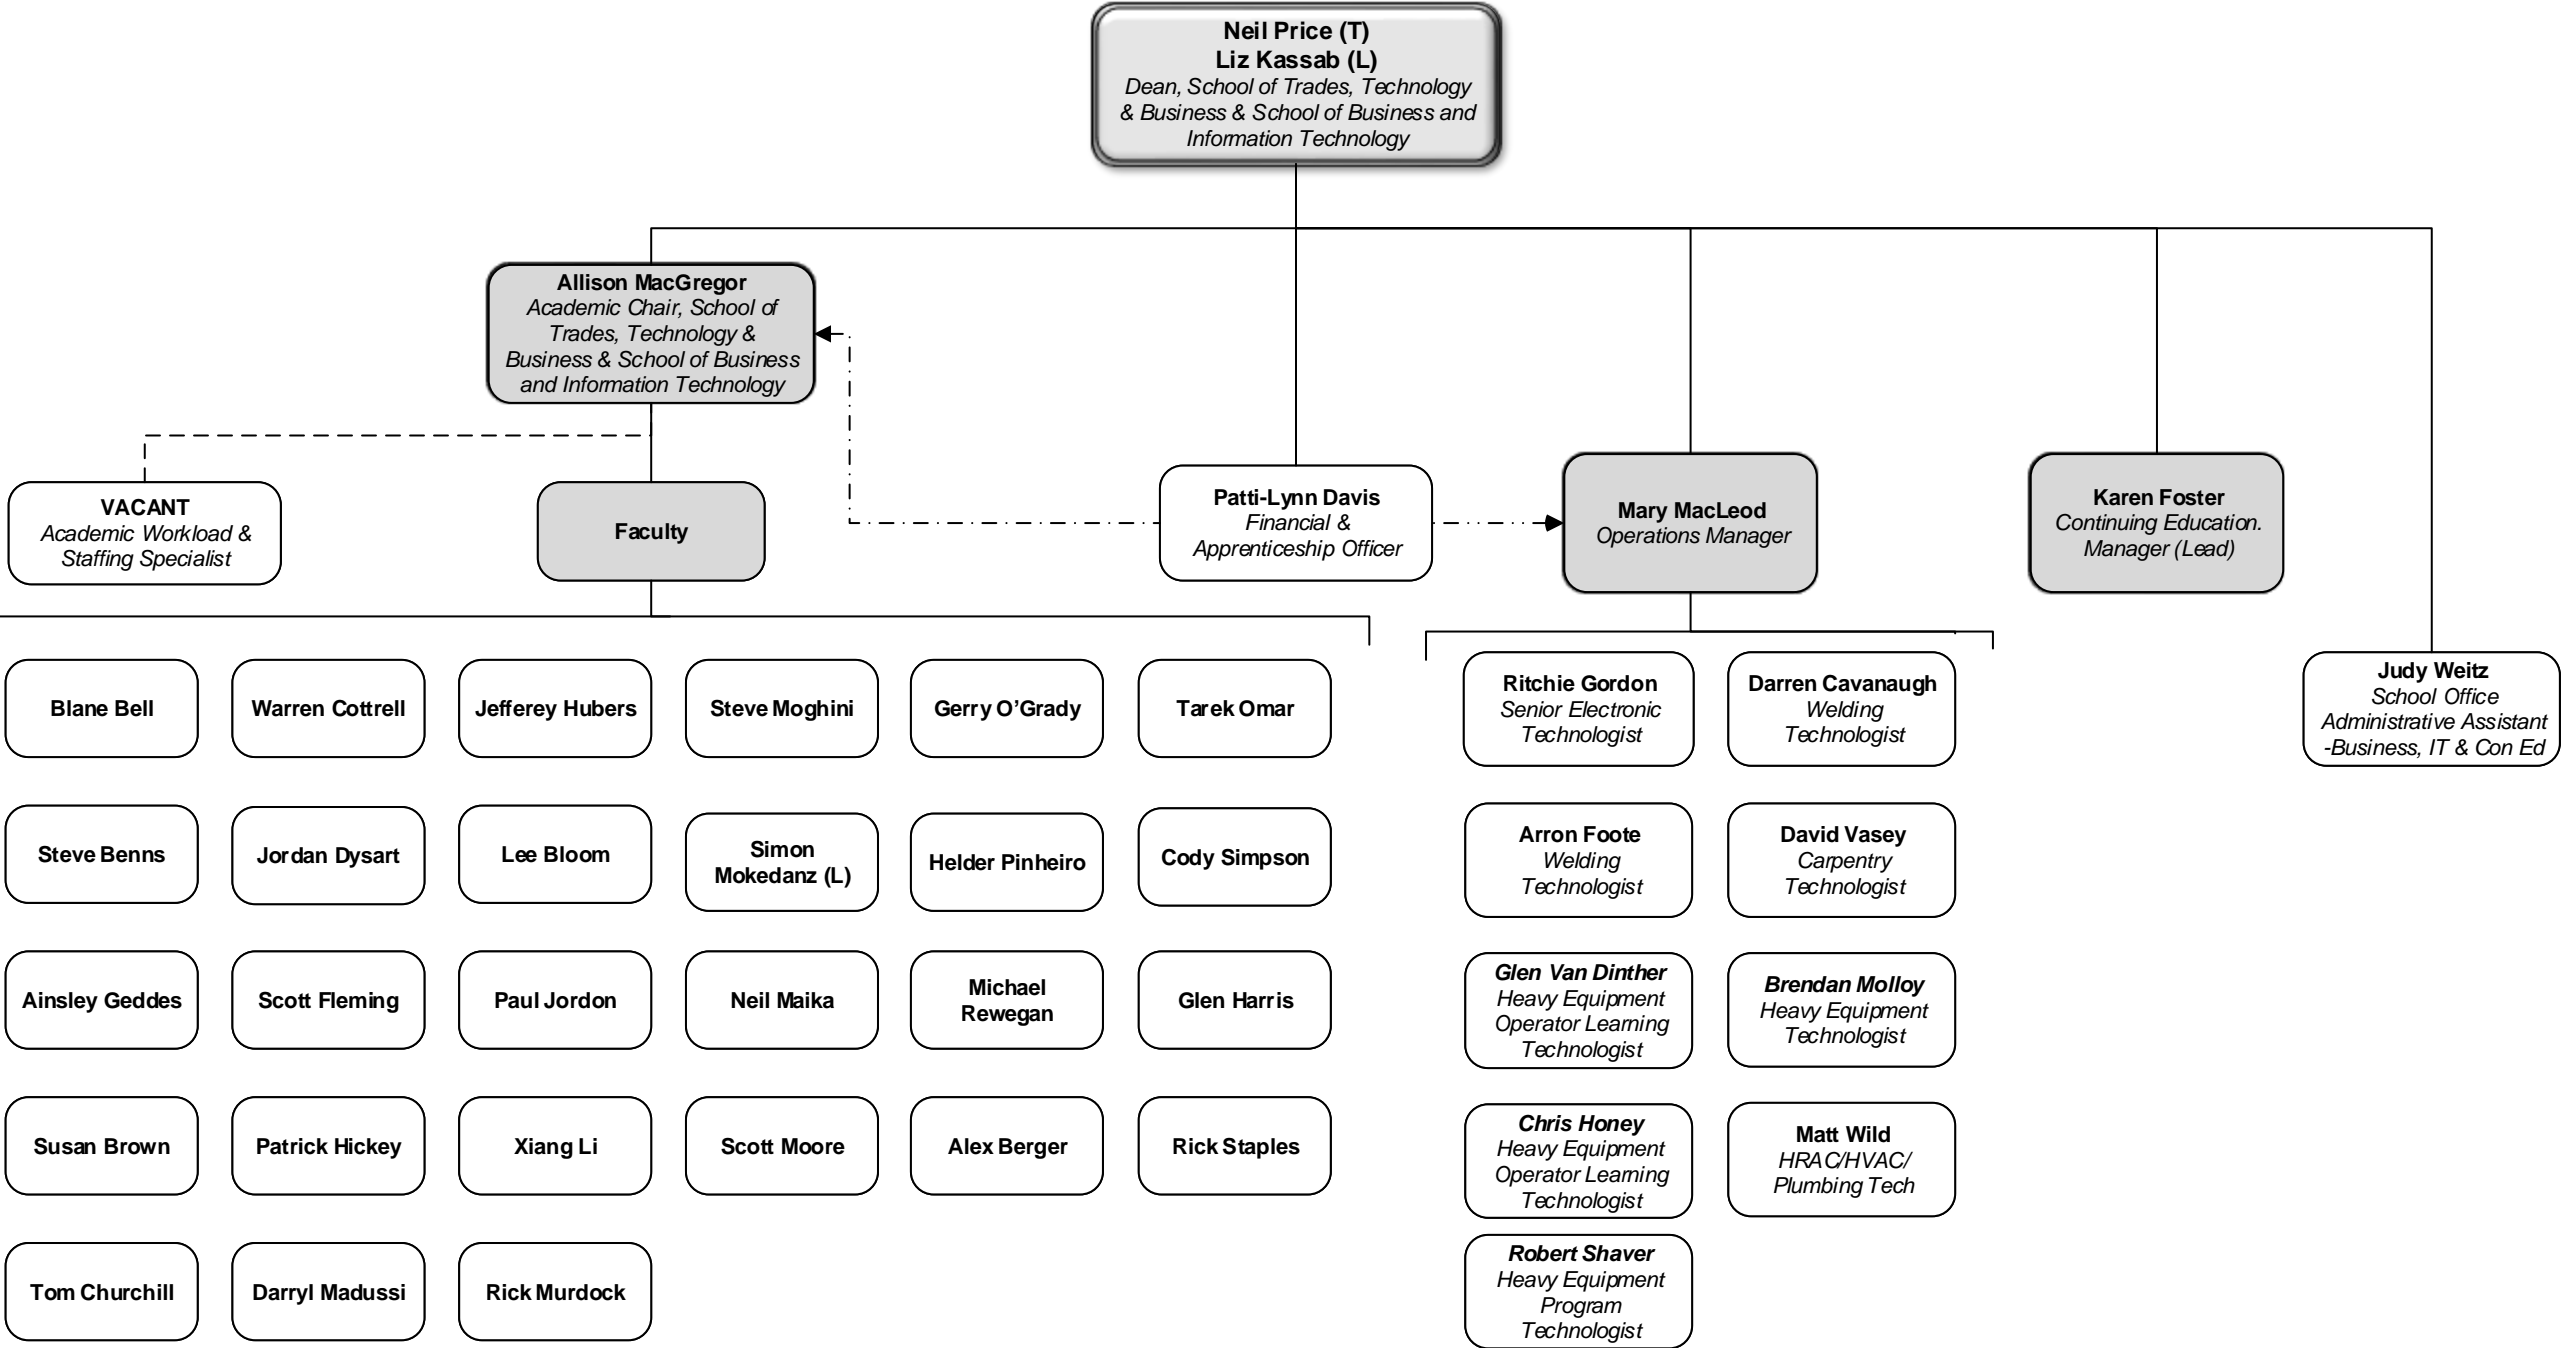 Neil Price (T)
Liz Kassab (L)
Dean, School of Trades, Technology
& Business & School of Business and
Information Technology
Allison MacGregor
Academic Chair, School of
Trades, Technology &
Business & School of Business
and Information Technology
VACANT
Academic Workload &
Staffing Specialist
Faculty
Patti-Lynn Davis
Financial &
Apprenticeship Officer
Mary MacLeod
Operations Manager
Karen Foster
Continuing Education.
Manager (Lead)
Judy Weitz
School Office
Administrative Assistant
-Business, IT & Con Ed
Blane Bell
Warren Cottrell
Jefferey Hubers
Steve Moghini
Gerry O’Grady
Tarek Omar
Steve Benns
Jordan Dysart
Lee Bloom
Simon
Mokedanz (L)
Helder Pinheiro
Cody Simpson
Ainsley Geddes
Scott Fleming
Paul Jordon
Neil Maika
Michael
Rewegan
Glen Harris
Susan Brown
Patrick Hickey
Xiang Li
Scott Moore
Alex Berger
Rick Staples
Tom Churchill
Darryl Madussi
Rick Murdock
Ritchie Gordon
Senior Electronic
Technologist
Darren Cavanaugh
Welding
Technologist
Arron Foote
Welding
Technologist
David Vasey
Carpentry
Technologist
Glen Van Dinther
Heavy Equipment
Operator Learning
Technologist
Brendan Molloy
Heavy Equipment
Technologist
Chris Honey
Heavy Equipment
Operator Learning
Technologist
Matt Wild
HRAC/HVAC/
Plumbing Tech
Robert Shaver
Heavy Equipment
Program
Technologist